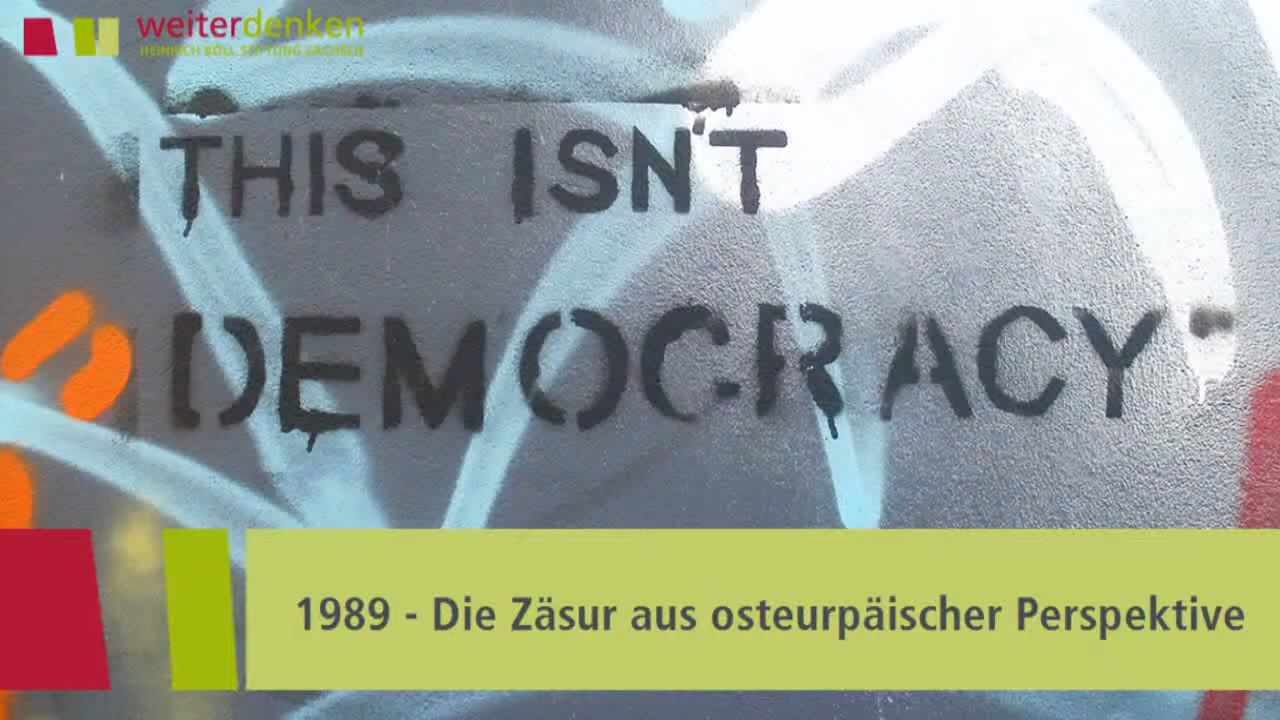 weiterdenken
HEINRICH BÖLL STIFTUNG SACHSEN
THIS ISN'T
DEMOCRACY
1989 - Die Zäsur aus osteurpäischer Perspektive